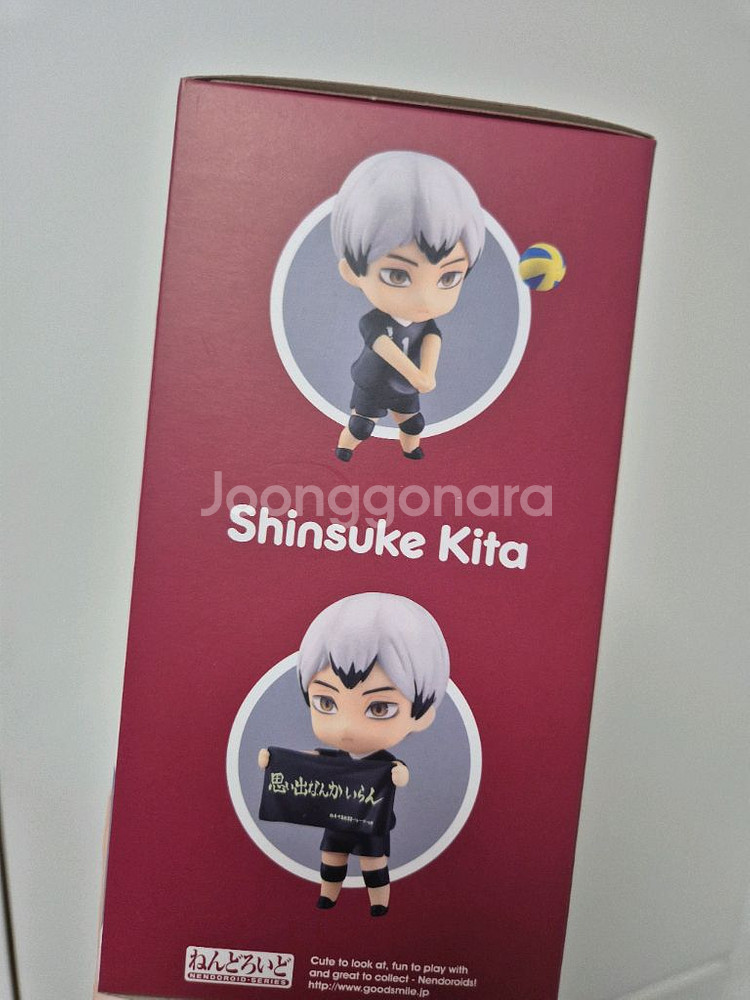 1
Joonggonara
Shinsuke Kita
思い出なんかいらん
ねんどろいど
NENDOROID-SERIES
Cute to look at, fun to play with
and great to collect - Nendoroids!
http://www.goodsmile.jp